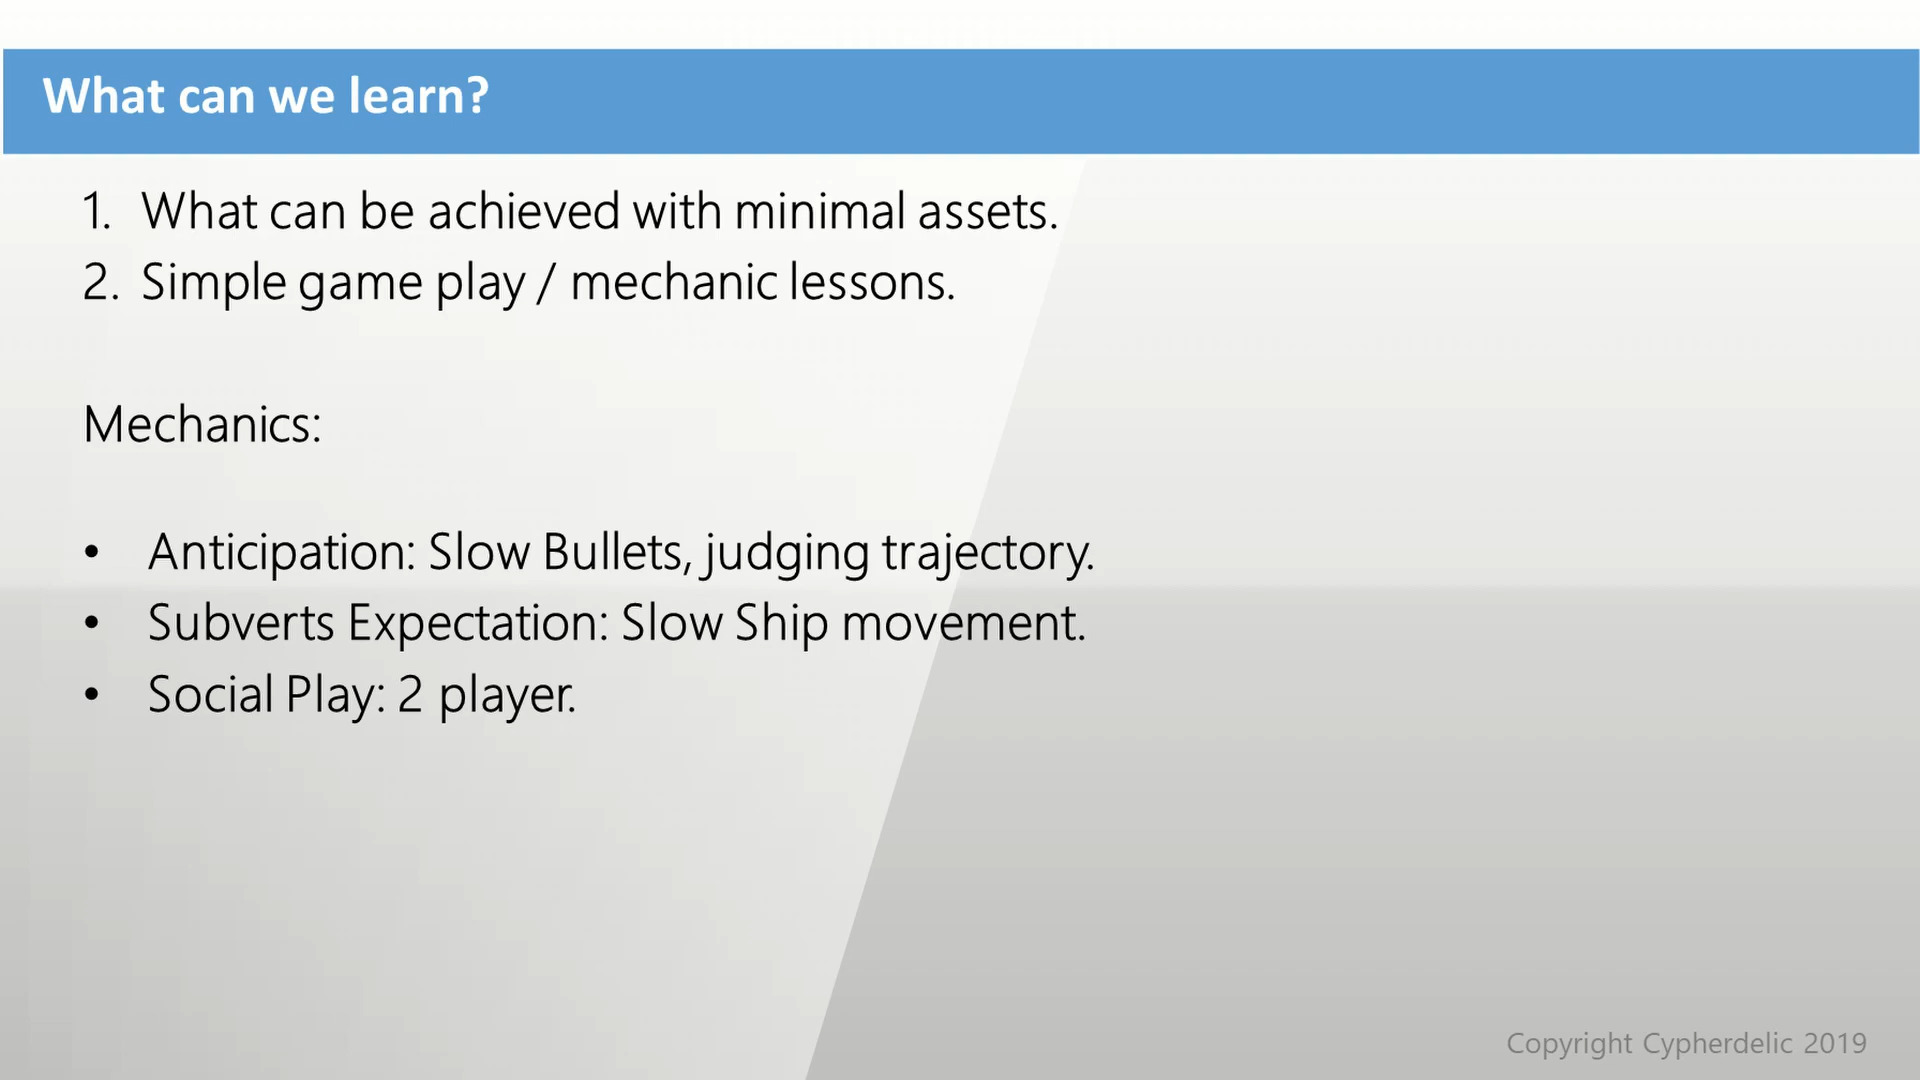 What can we learn?
1. What can be achieved with minimal assets.
2. Simple game play / mechanic lessons.
Mechanics:
• Anticipation: Slow Bullets, judging trajectory.
• Subverts Expectation: Slow Ship movement.
• Social Play: 2 player.
Copyright Cypherdelic 2019